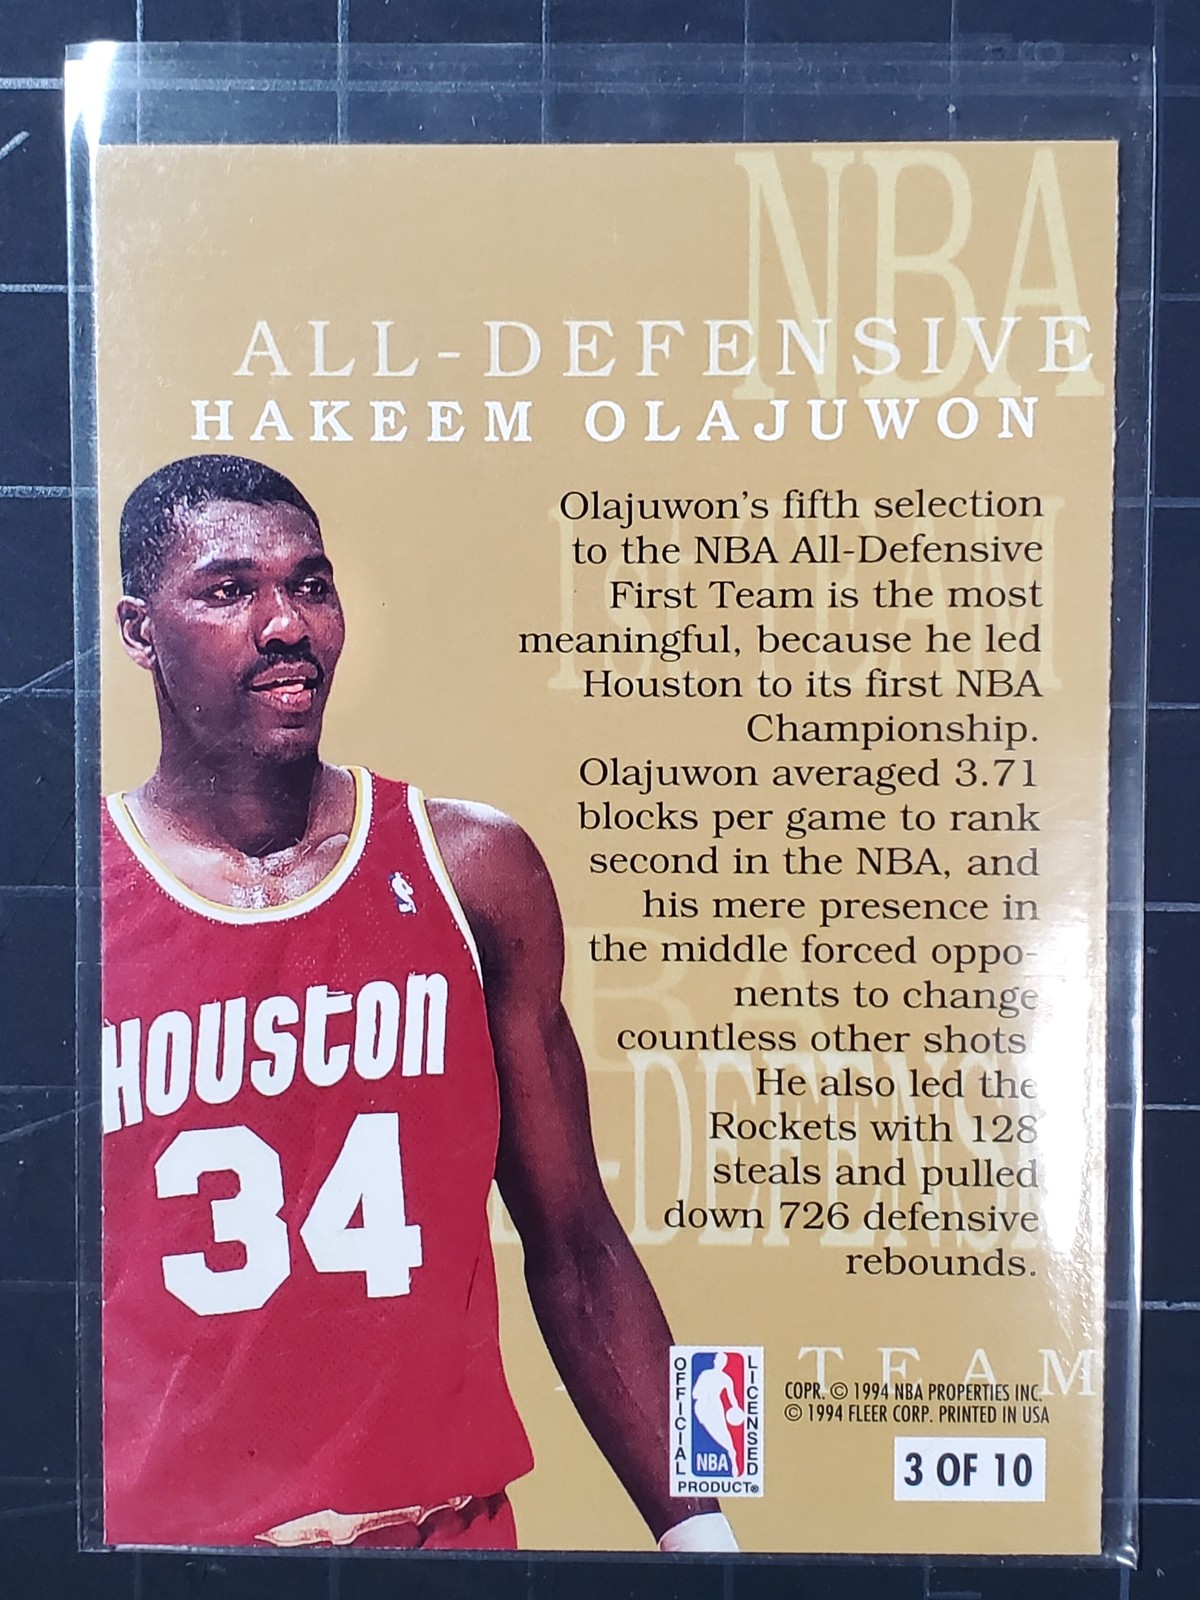 NBA
ALL-DEFENSIVE
HAKEEM OLAJUWON
Olajuwon's fifth selection
to the NBA All-Defensive
First Team is the most
meaningful, because he led
Houston to its first NBA
Championship.
Olajuwon averaged 3.71
blocks per game to rank
second in the NBA, and
his mere presence in
the middle forced oppo-
nents to change
countless other shots.
He also led the
Rockets with 128
steals and pulled
down 726 defensive
rebounds.
HOUSTON
34
OFFICIAL LICENSED
NBA
PRODUCT®
TEAM
COPR. © 1994 NBA PROPERTIES INC.
© 1994 FLEER CORP. PRINTED IN USA
3 OF 10